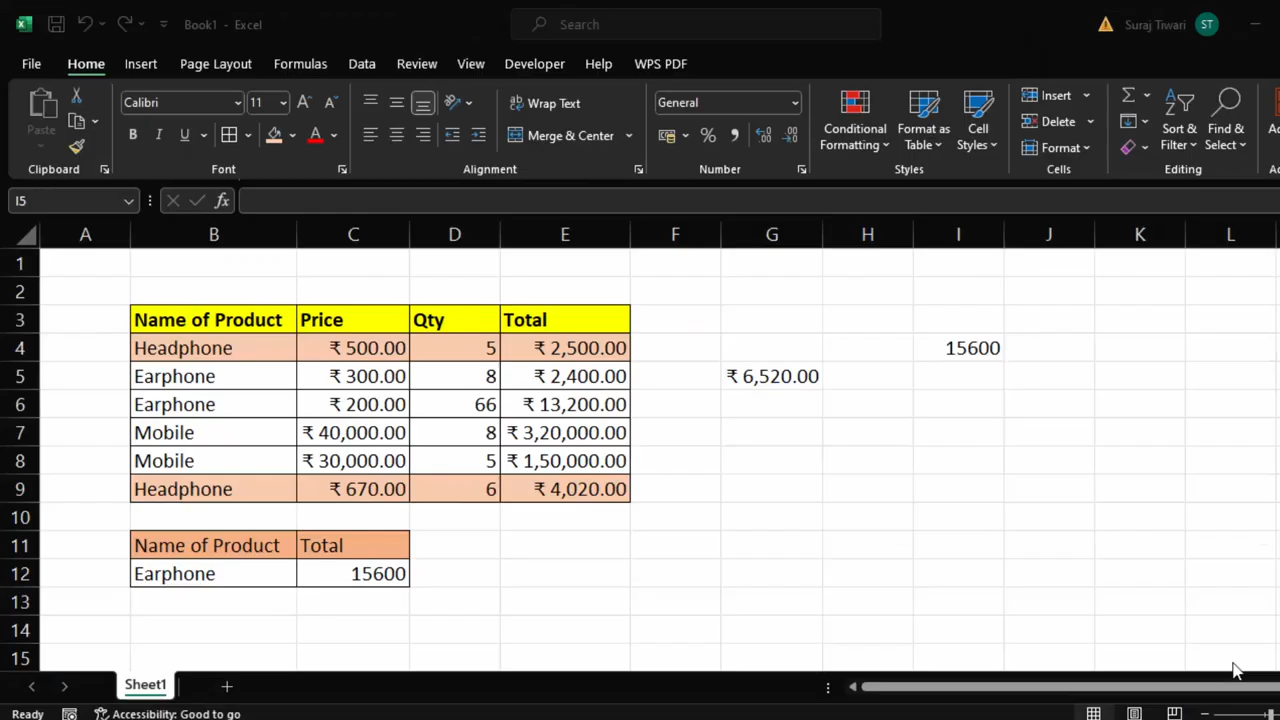 Book1 - Excel
Search
Suraj Tiwari ST
File Home Insert Page Layout Formulas Data Review View Developer Help WPS PDF
Paste
Clipboard
Calibri 11
B I U
Font
Wrap Text
Merge & Center
Alignment
General
Number
Conditional Formatting
Format as Table
Cell Styles
Styles
Insert
Delete
Format
Cells
Sort & Filter
Find & Select
Editing
I5
fx
A B C D E F G H I J K L
1
2
3 Name of Product Price Qty Total
4 Headphone ₹ 500.00 5 ₹ 2,500.00 15600
5 Earphone ₹ 300.00 8 ₹ 2,400.00 ₹ 6,520.00
6 Earphone ₹ 200.00 66 ₹ 13,200.00
7 Mobile ₹ 40,000.00 8 ₹ 3,20,000.00
8 Mobile ₹ 30,000.00 5 ₹ 1,50,000.00
9 Headphone ₹ 670.00 6 ₹ 4,020.00
10
11 Name of Product Total
12 Earphone 15600
13
14
15
Sheet1
Ready Accessibility: Good to go